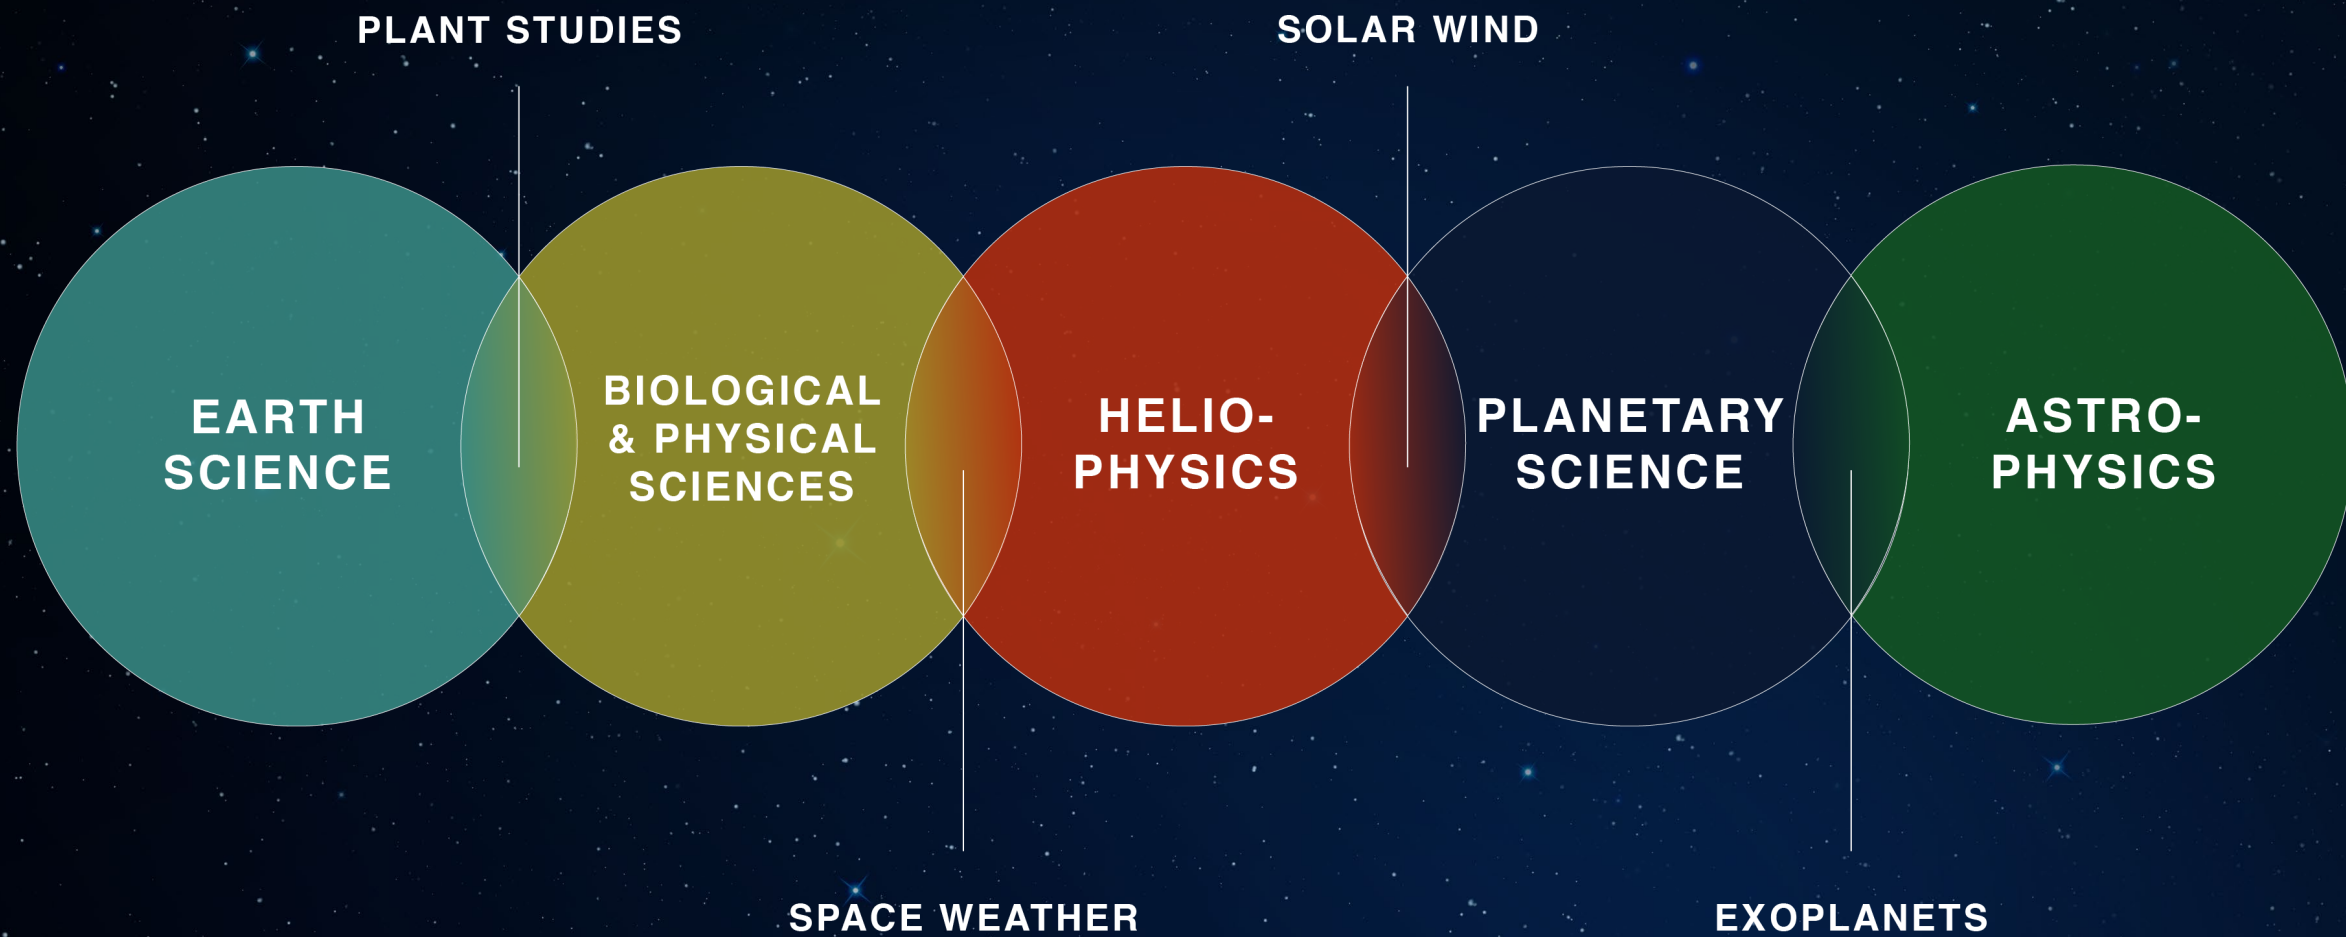 PLANT STUDIES
SOLAR WIND
EARTH
SCIENCE
BIOLOGICAL
& PHYSICAL
SCIENCES
HELIO-
PHYSICS
PLANETARY
SCIENCE
ASTRO-
PHYSICS
SPACE WEATHER
EXOPLANETS